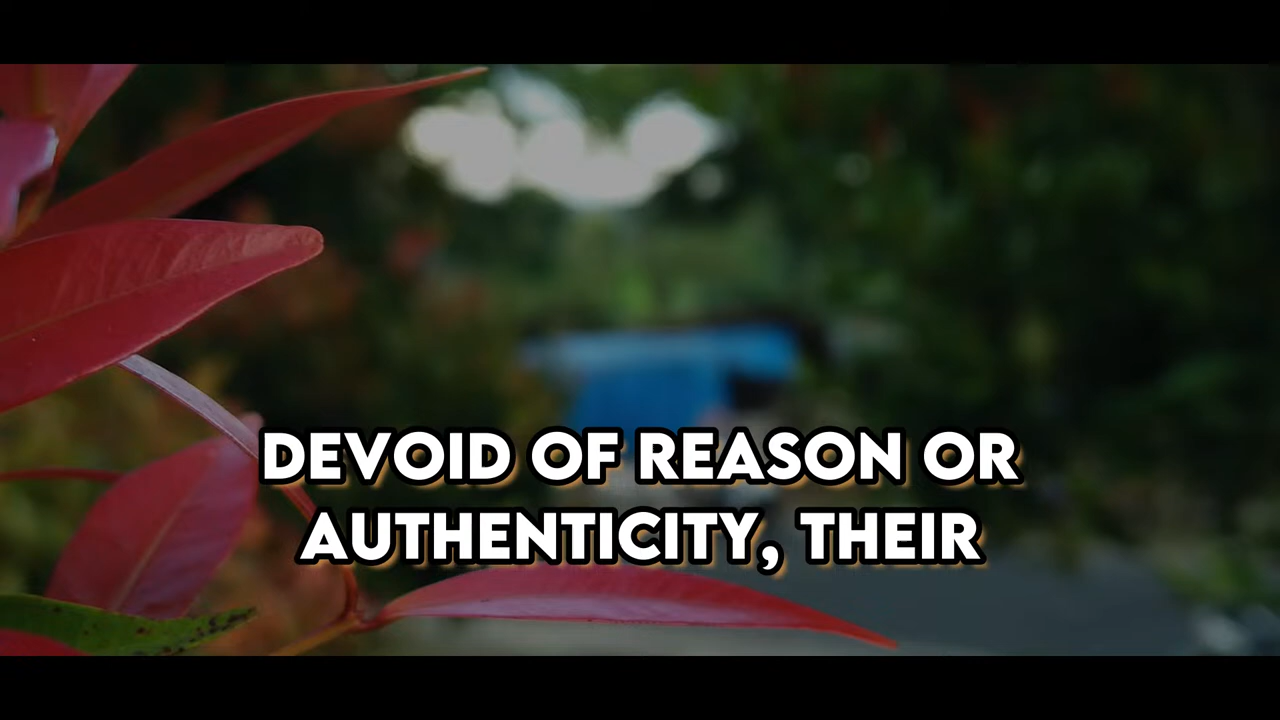 DEVOID OF REASON OR
AUTHENTICITY, THEIR